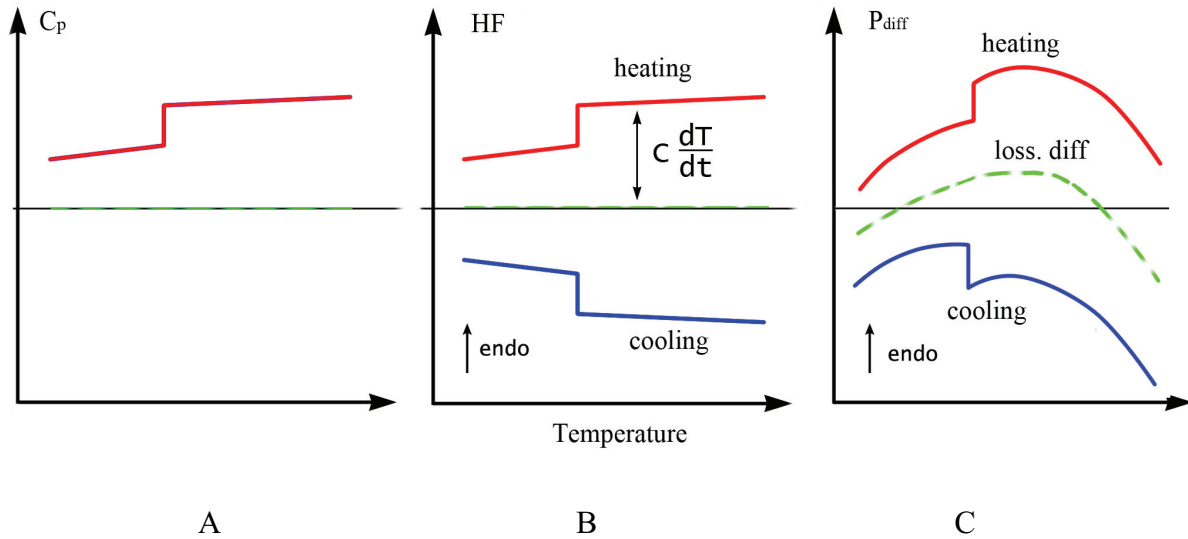 Cp
HF
Pdiff
heating
heating
C dT/dt
loss. diff
cooling
cooling
endo
endo
Temperature
A
B
C